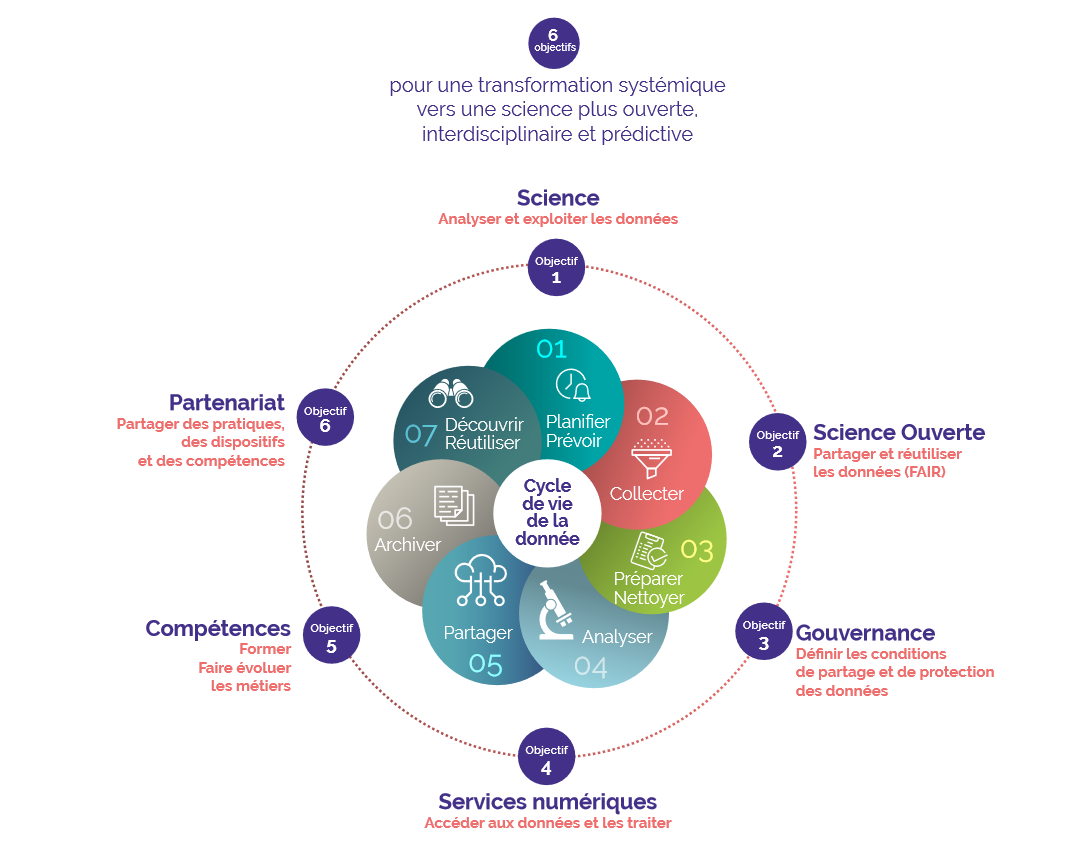 6
objectifs
pour une transformation systémique
vers une science plus ouverte,
interdisciplinaire et prédictive
Science
Analyser et exploiter les données
Objectif
1
Objectif
2
Science Ouverte
Partager et réutiliser
les données (FAIR)
Objectif
3
Gouvernance
Définir les conditions
de partage et de protection
des données
Objectif
4
Services numériques
Accéder aux données et les traiter
Objectif
5
Compétences
Former
Faire évoluer
les métiers
Objectif
6
Partenariat
Partager des pratiques,
des dispositifs
et des compétences
Cycle
de vie
de la
donnée
01
Planifier
Prévoir
02
Collecter
03
Préparer
Nettoyer
Analyser
04
Partager
05
06
Archiver
07
Découvrir
Réutiliser